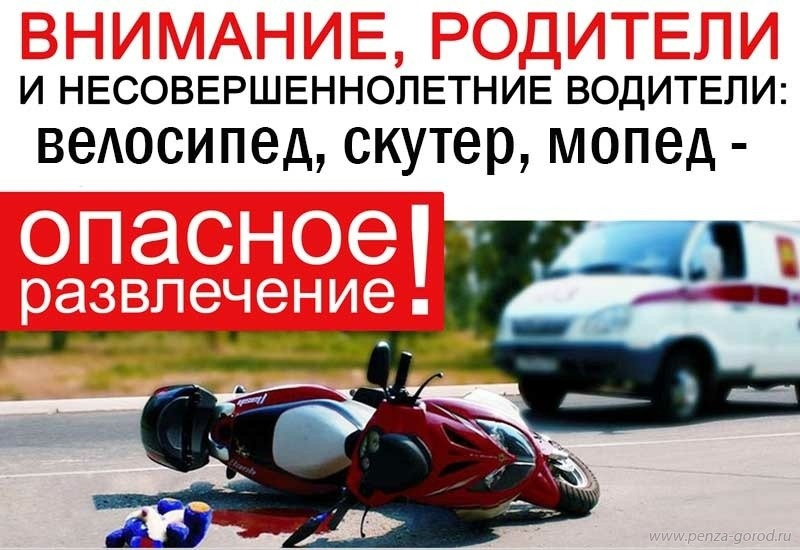 ВНИМАНИЕ, РОДИТЕЛИ
И НЕСОВЕРШЕННОЛЕТНИЕ ВОДИТЕЛИ:
велосипед, скутер, мопед -
опасное
развлечение!
www.penza-gorod.ru